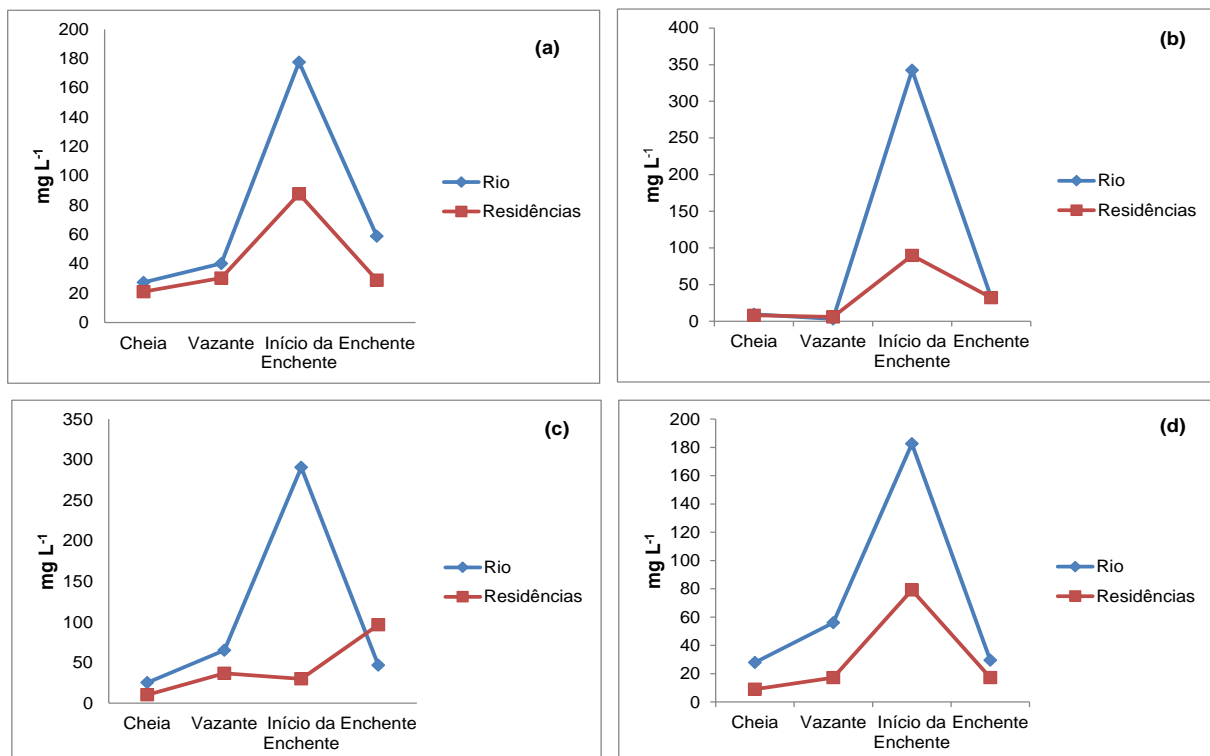 (a)
200
180
160
140
120
100
80
60
40
20
0
mg L⁻¹
Cheia Vazante Início da Enchente
Enchente
Rio
Residências
(b)
400
350
300
250
200
150
100
50
0
mg L⁻¹
Cheia Vazante Início da Enchente
Enchente
Rio
Residências
(c)
350
300
250
200
150
100
50
0
mg L⁻¹
Cheia Vazante Início da Enchente
Enchente
Rio
Residências
(d)
200
180
160
140
120
100
80
60
40
20
0
mg L⁻¹
Cheia Vazante Início da Enchente
Enchente
Rio
Residências